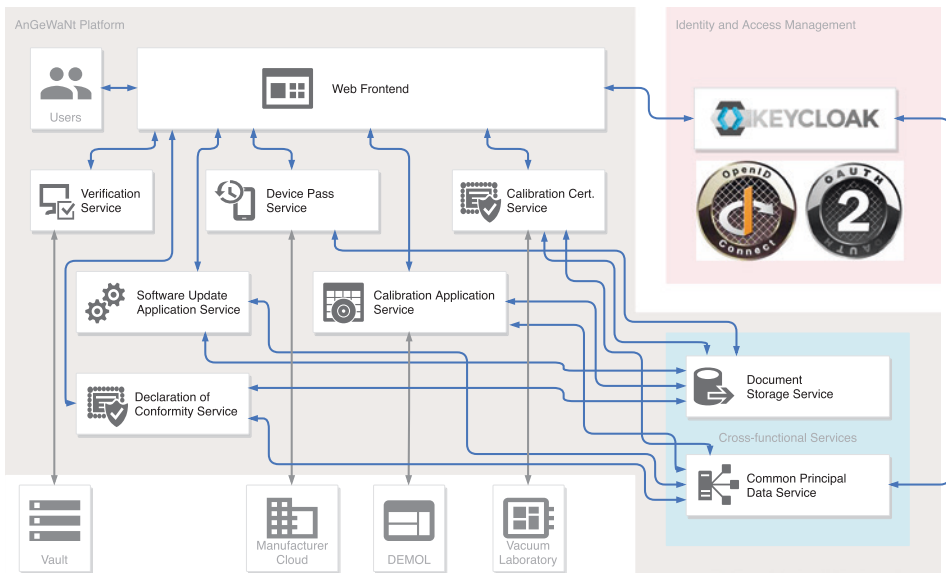 AnGeWaNt Platform
Identity and Access Management
Users
Web Frontend
KEYCLOAK
OpenID
Connect
OAUTH
2
OAUTH
Verification
Service
Device Pass
Service
Calibration Cert.
Service
Software Update
Application Service
Calibration Application
Service
Document
Storage Service
Declaration of
Conformity Service
Cross-functional Services
Common Principal
Data Service
Vault
Manufacturer
Cloud
DEMOL
Vacuum
Laboratory